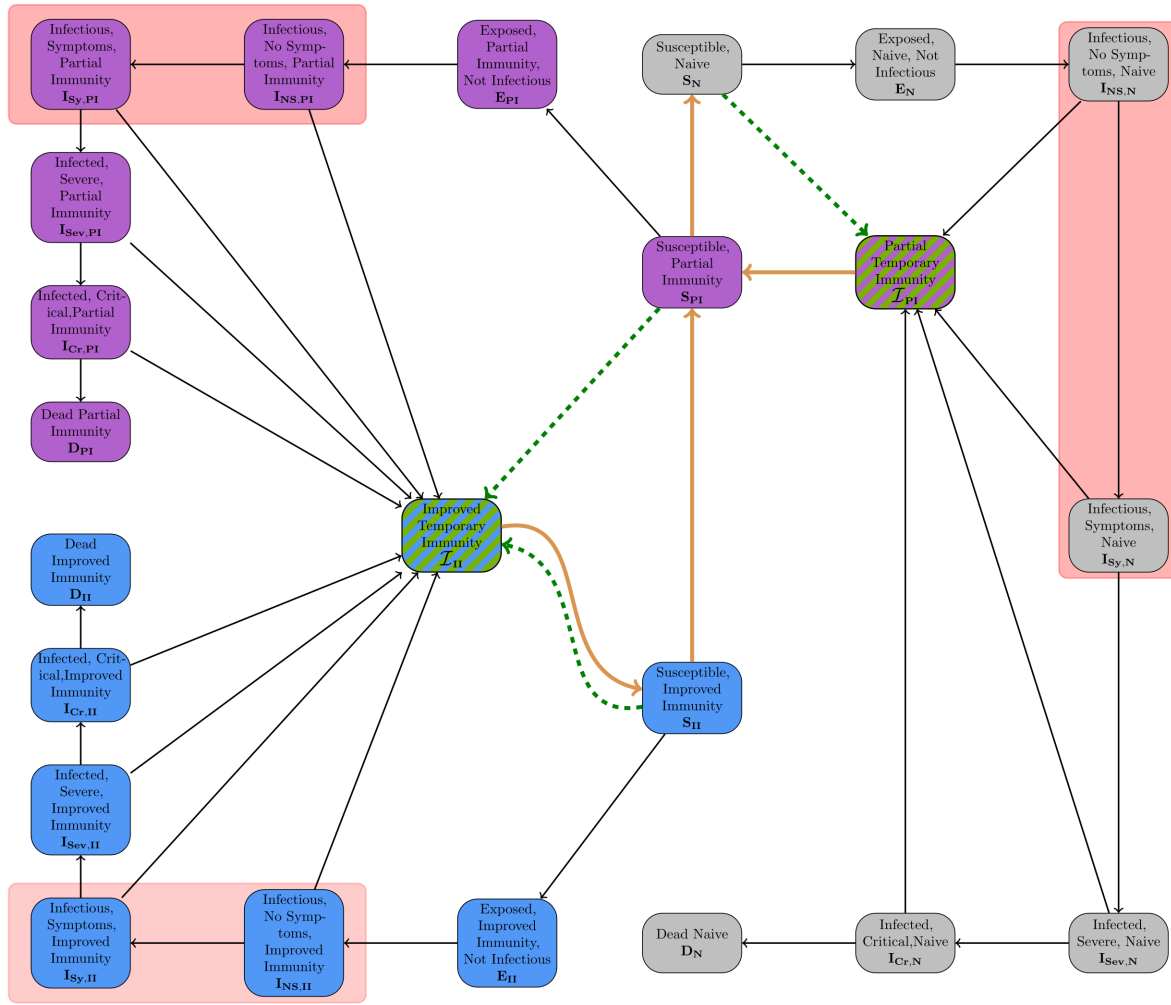 Infectious,
Symptoms,
Partial
Immunity
I_Sy,PI
Infectious,
No Symp-
toms, Partial
Immunity
I_NS,PI
Exposed,
Partial
Immunity,
Not Infectious
E_PI
Susceptible,
Naive
S_N
Exposed,
Naive, Not
Infectious
E_N
Infectious,
No Symp-
toms, Naive
I_NS,N
Infected,
Severe,
Partial
Immunity
I_Sev,PI
Susceptible,
Partial
Immunity
S_PI
Partial
Temporary
Immunity
I_PI
Infected, Crit-
ical,Partial
Immunity
I_Cr,PI
Dead Partial
Immunity
D_PI
Improved
Temporary
Immunity
I_II
Infectious,
Symptoms,
Naive
I_Sy,N
Dead
Improved
Immunity
D_II
Infected, Crit-
ical,Improved
Immunity
I_Cr,II
Susceptible,
Improved
Immunity
S_II
Infected,
Severe,
Improved
Immunity
I_Sev,II
Infectious,
Symptoms,
Improved
Immunity
I_Sy,II
Infectious,
No Symp-
toms,
Improved
Immunity
I_NS,II
Exposed,
Improved
Immunity,
Not Infectious
E_II
Dead Naive
D_N
Infected,
Critical,Naive
I_Cr,N
Infected,
Severe, Naive
I_Sev,N